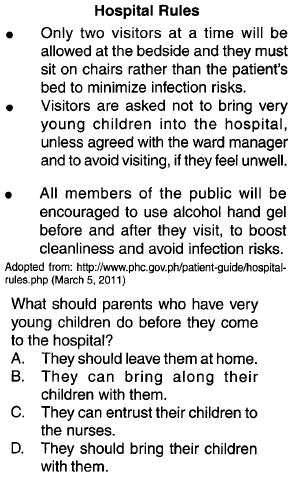 Hospital Rules
• Only two visitors at a time will be
allowed at the bedside and they must
sit on chairs rather than the patient's
bed to minimize infection risks.
• Visitors are asked not to bring very
young children into the hospital,
unless agreed with the ward manager
and to avoid visiting, if they feel unwell.
• All members of the public will be
encouraged to use alcohol hand gel
before and after they visit, to boost
cleanliness and avoid infection risks.
Adopted from: http://www.phc.gov.ph/patient-guide/hospital-
rules.php (March 5, 2011)
What should parents who have very
young children do before they come
to the hospital?
A. They should leave them at home.
B. They can bring along their
children with them.
C. They can entrust their children to
the nurses.
D. They should bring their children
with them.